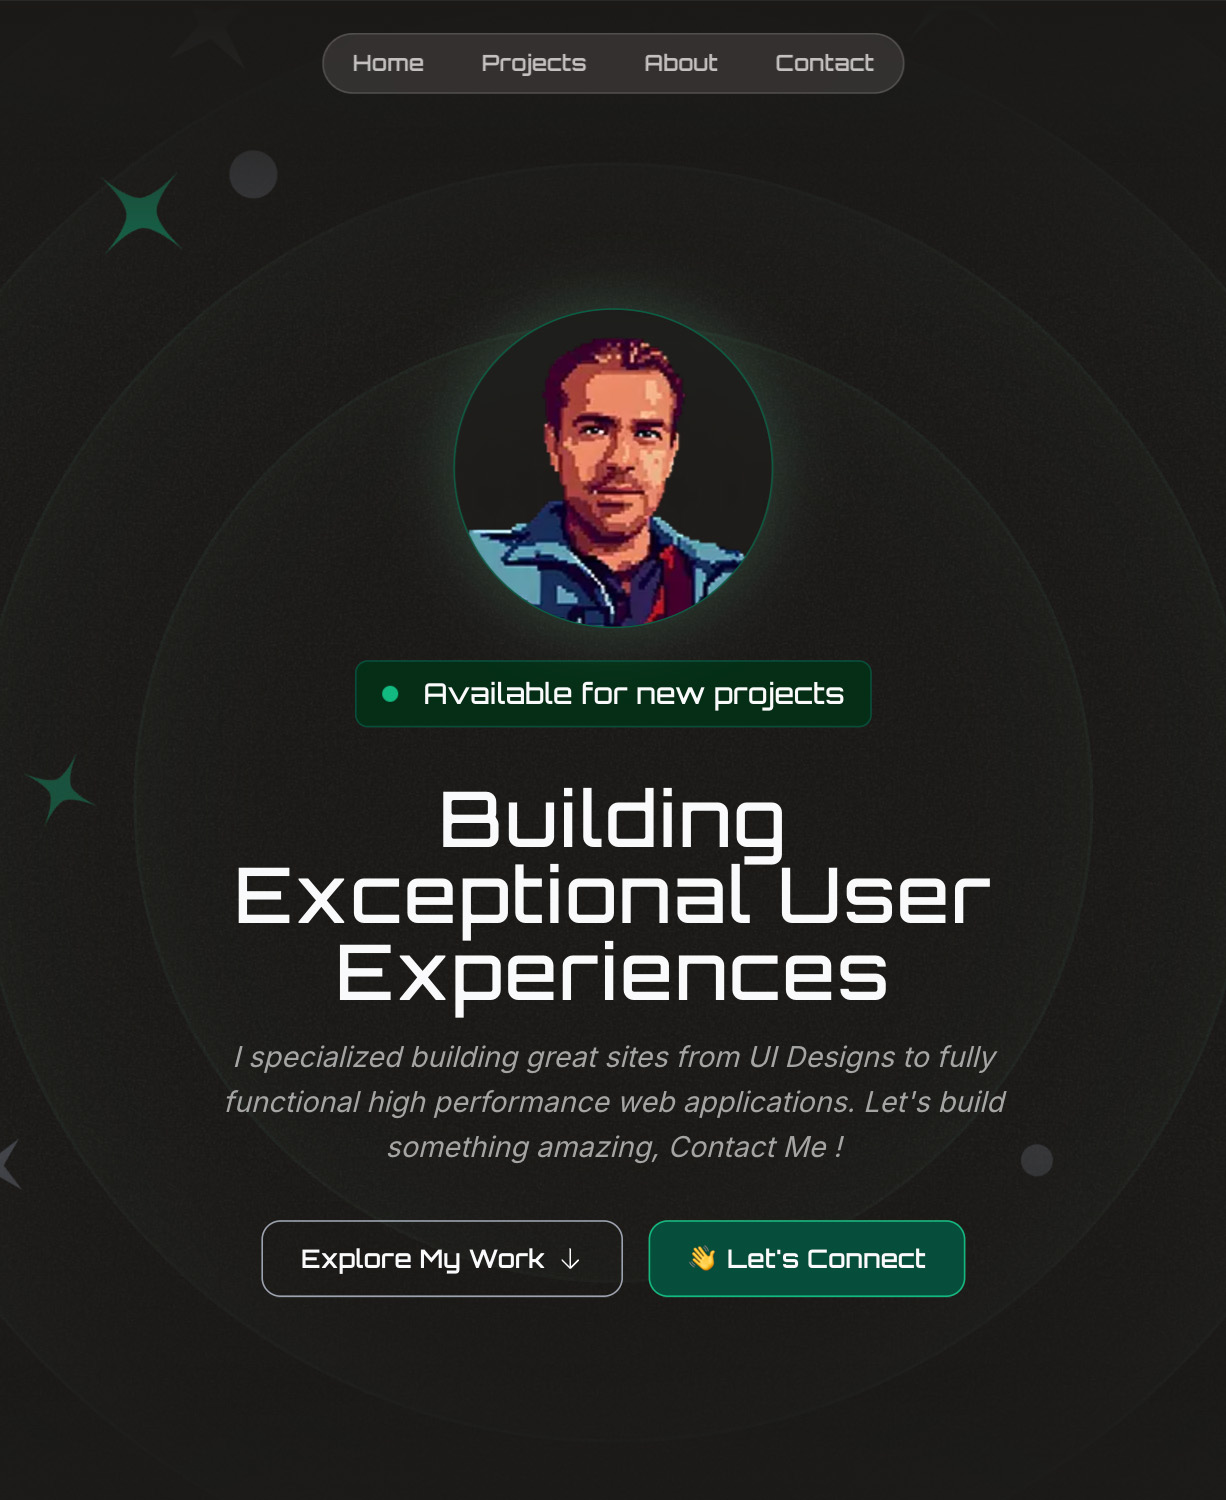 Home Projects About Contact
Available for new projects
Building
Exceptional User
Experiences
I specialized building great sites from UI Designs to fully
functional high performance web applications. Let's build
something amazing, Contact Me !
Explore My Work ↓
👋 Let's Connect